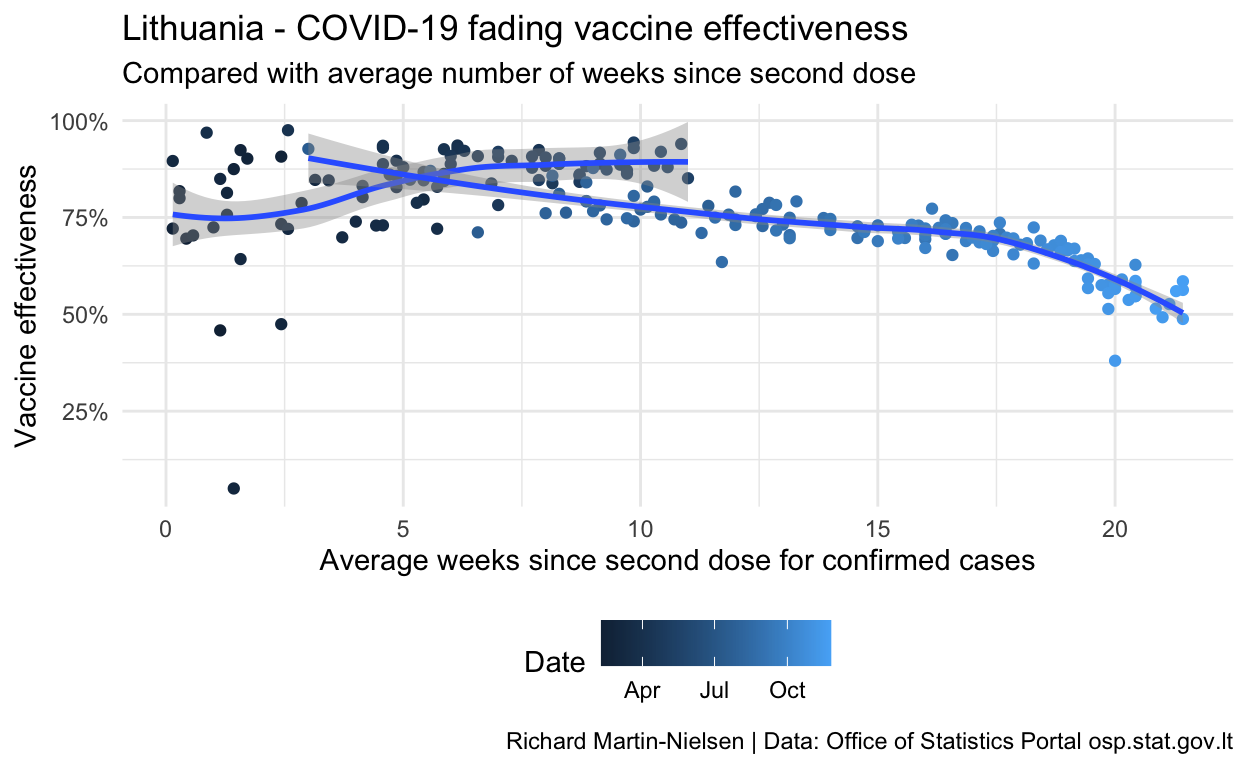 Lithuania - COVID-19 fading vaccine effectiveness
Compared with average number of weeks since second dose
Vaccine effectiveness
100%
75%
50%
25%
0 5 10 15 20
Average weeks since second dose for confirmed cases
Date
Apr Jul Oct
Richard Martin-Nielsen | Data: Office of Statistics Portal osp.stat.gov.lt